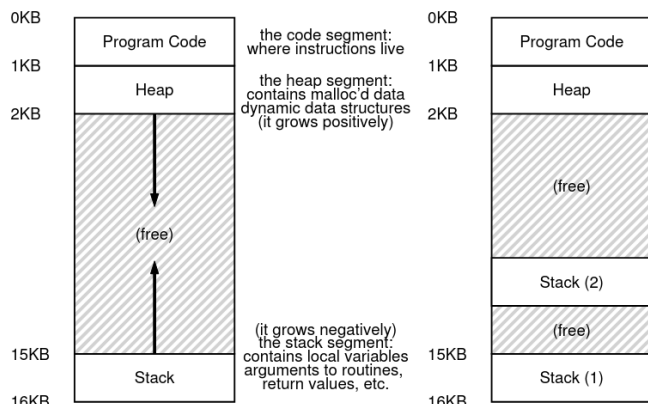 0KB
Program Code
the code segment:
where instructions live
1KB
Heap
the heap segment:
contains malloc'd data
dynamic data structures
(it grows positively)
2KB
(free)
(it grows negatively)
the stack segment:
contains local variables
arguments to routines,
return values, etc.
15KB
Stack
16KB
0KB
Program Code
1KB
Heap
2KB
(free)
Stack (2)
(free)
15KB
Stack (1)
16KB